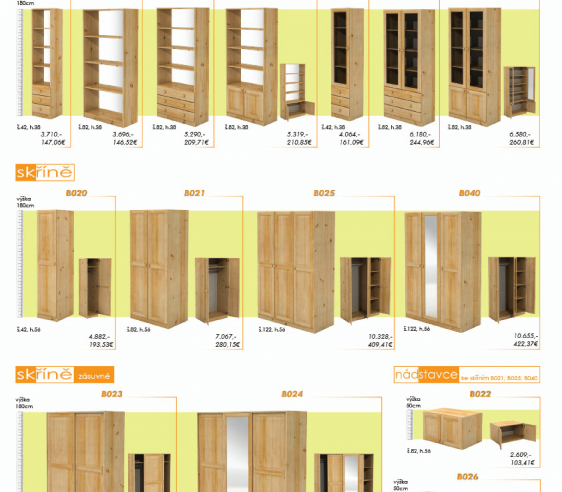 180cm
š.42, h.38
3.710,-
147,06€
š.82, h.38
3.696,-
146,52€
š.82, h.38
5.290,-
209,71€
š.82, h.38
5.319,-
210,85€
š.42, h.38
4.064,-
161,09€
š.82, h.38
6.180,-
244,96€
š.82, h.38
6.580,-
260,81€
skříně
výška
180cm
B020
B021
B025
B040
š.42, h.56
4.882,-
193,53€
š.82, h.56
7.067,-
280,15€
š.122, h.56
10.328,-
409,41€
š.122, h.56
10.655,-
422,37€
skříně zásuvné
nádstavce ke skříním B021, B025, B040
výška
180cm
B023
B024
výška
50cm
B022
š.82, h.56
2.609,-
103,41€
B026
výška
50cm